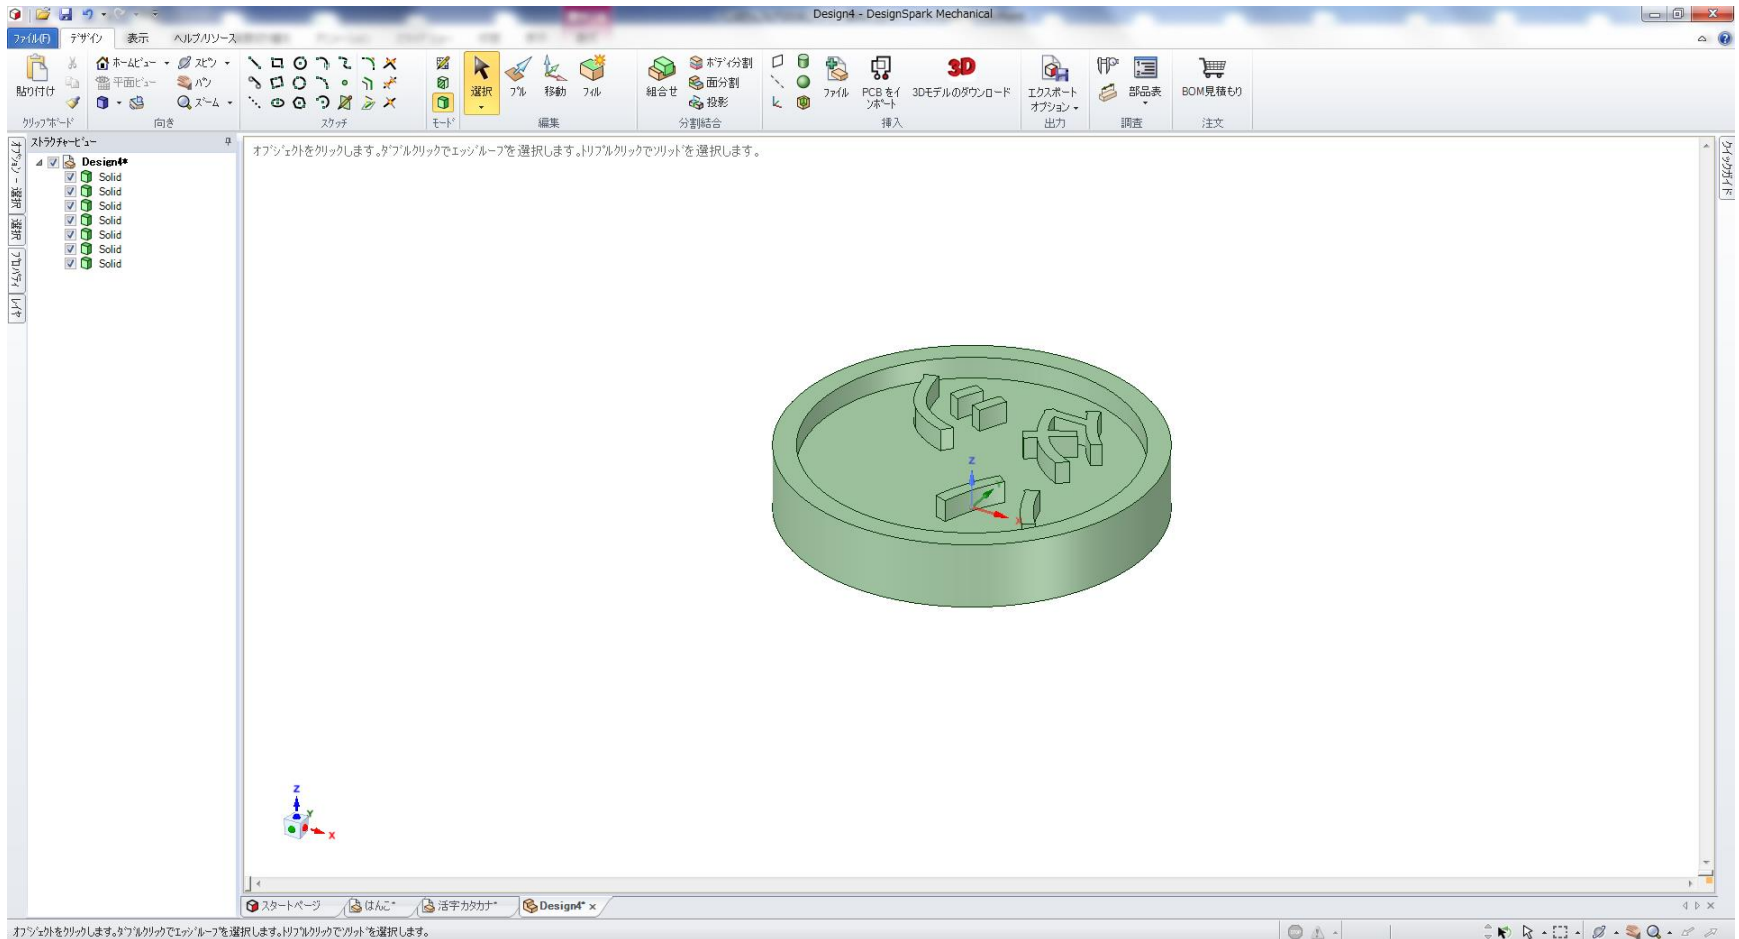 Design4 - DesignSpark Mechanical
ファイル(F) デザイン 表示 ヘルプ/リソース
貼り付け
ホームビュー
平面ビュー
スピン
パン
ズーム
選択
プル
移動
フィル
組合せ
ボディ分割
面分割
投影
ファイル
PCB をインポート
3D
3Dモデルのダウンロード
エクスポート
オプション
部品表
BOM見積もり
クリップボード 向き スケッチ モード 編集 分割結合 挿入 出力 調査 注文
ストラクチャービュー
Design4*
Solid
Solid
Solid
Solid
Solid
Solid
Solid
オプション - 選択
選択
プロパティ
レイヤ
クイックガイド
オブジェクトをクリックします。ダブルクリックでエッジループを選択します。トリプルクリックでソリッドを選択します。
Z
X
Z
Y
X
スタートページ はんこ* 活字カタカナ* Design4* x
オブジェクトをクリックします。ダブルクリックでエッジループを選択します。トリプルクリックでソリッドを選択します。